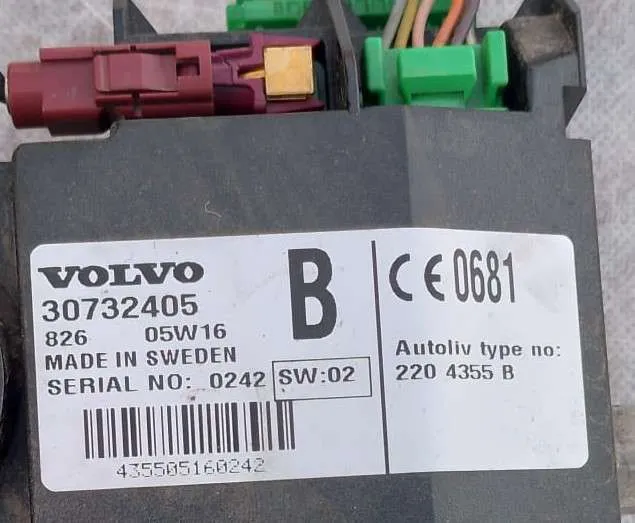 VOLVO
30732405
826 05W16
MADE IN SWEDEN
SERIAL NO: 0242
SW:02
435505160242
B
CE 0681
Autoliv type no:
220 4355 B